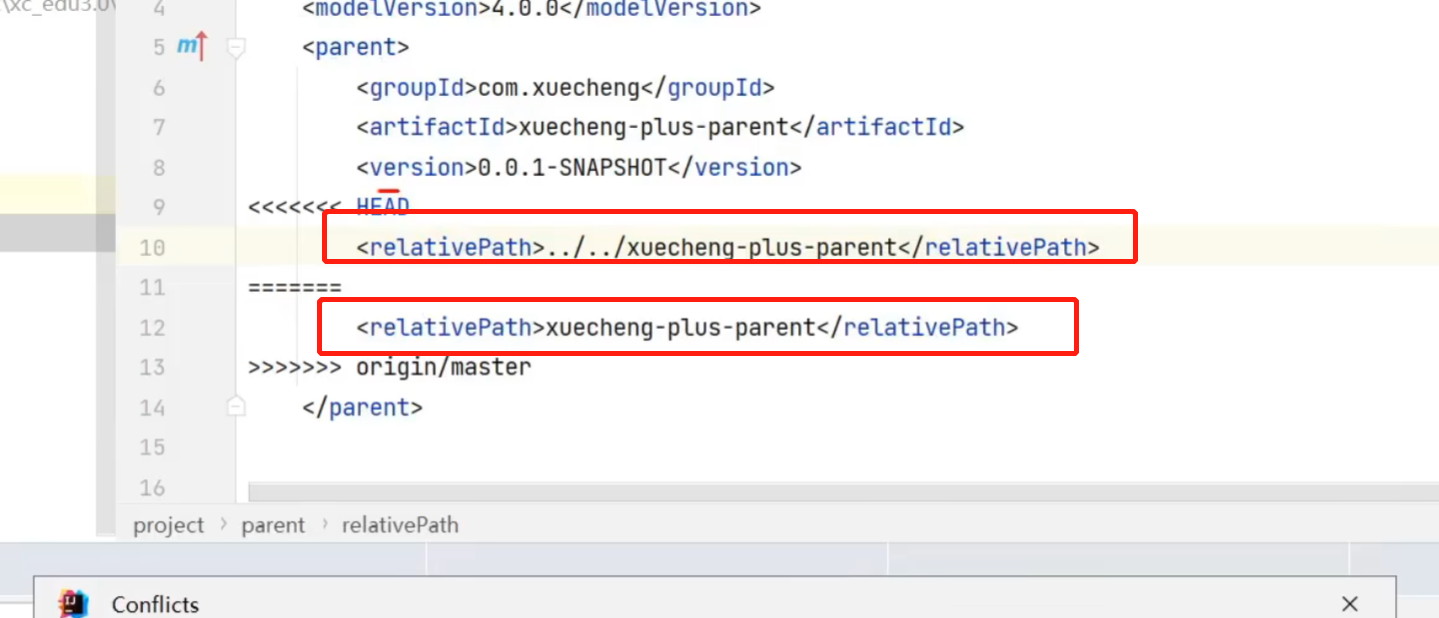 \xc_edu3.0\
4 <modelVersion>4.0.0</modelVersion>
5 m <parent>
6 <groupId>com.xuecheng</groupId>
7 <artifactId>xuecheng-plus-parent</artifactId>
8 <version>0.0.1-SNAPSHOT</version>
9 <<<<<<< HEAD
10 <relativePath>../../xuecheng-plus-parent</relativePath>
11 =======
12 <relativePath>xuecheng-plus-parent</relativePath>
13 >>>>>>> origin/master
14 </parent>
15
16
project › parent › relativePath
IJ Conflicts